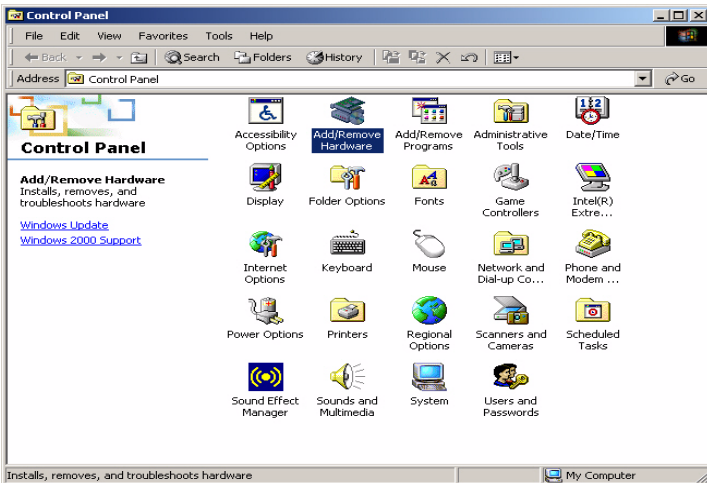 Control Panel
File Edit View Favorites Tools Help
Back Search Folders History
Address Control Panel Go
Control Panel
Add/Remove Hardware
Installs, removes, and
troubleshoots hardware
Windows Update
Windows 2000 Support
Accessibility
Options
Add/Remove
Hardware
Add/Remove
Programs
Administrative
Tools
12
Date/Time
Display
Folder Options
Fonts
Game
Controllers
Intel(R)
Extre...
Internet
Options
Keyboard
Mouse
Network and
Dial-up Co...
Phone and
Modem ...
Power Options
Printers
Regional
Options
Scanners and
Cameras
Scheduled
Tasks
Sound Effect
Manager
Sounds and
Multimedia
System
Users and
Passwords
Installs, removes, and troubleshoots hardware My Computer